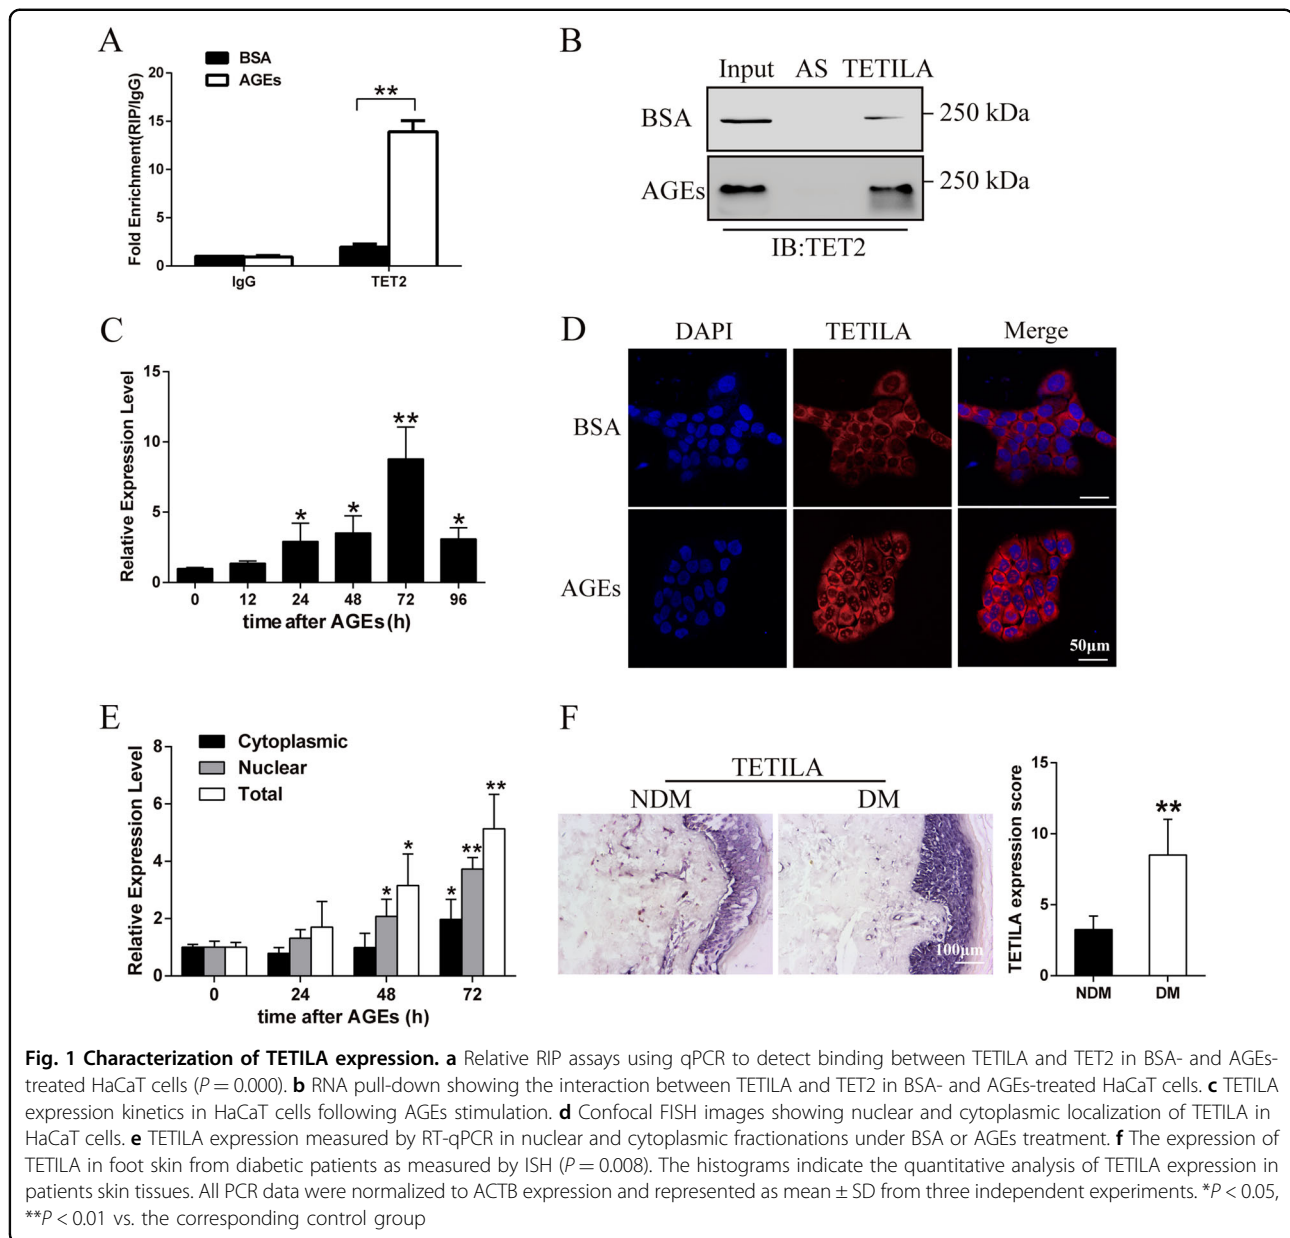 A
BSA
AGEs
Fold Enrichment(RIP/IgG)
20
15
10
5
0
**
IgG
TET2
B
Input AS TETILA
BSA
250 kDa
AGEs
250 kDa
IB:TET2
C
Relative Expression Level
15
10
5
0
*
*
**
*
0 12 24 48 72 96
time after AGEs (h)
D
DAPI TETILA Merge
BSA
AGEs
50µm
E
Cytoplasmic
Nuclear
Total
Relative Expression Level
8
6
4
2
0
*
*
*
**
**
0 24 48 72
time after AGEs (h)
F
TETILA
NDM DM
100µm
TETILA expression score
15
10
5
0
**
NDM DM
Fig. 1 Characterization of TETILA expression. a Relative RIP assays using qPCR to detect binding between TETILA and TET2 in BSA- and AGEs-
treated HaCaT cells (P = 0.000). b RNA pull-down showing the interaction between TETILA and TET2 in BSA- and AGEs-treated HaCaT cells. c TETILA
expression kinetics in HaCaT cells following AGEs stimulation. d Confocal FISH images showing nuclear and cytoplasmic localization of TETILA in
HaCaT cells. e TETILA expression measured by RT-qPCR in nuclear and cytoplasmic fractionations under BSA or AGEs treatment. f The expression of
TETILA in foot skin from diabetic patients as measured by ISH (P = 0.008). The histograms indicate the quantitative analysis of TETILA expression in
patients skin tissues. All PCR data were normalized to ACTB expression and represented as mean ± SD from three independent experiments. *P < 0.05,
**P < 0.01 vs. the corresponding control group